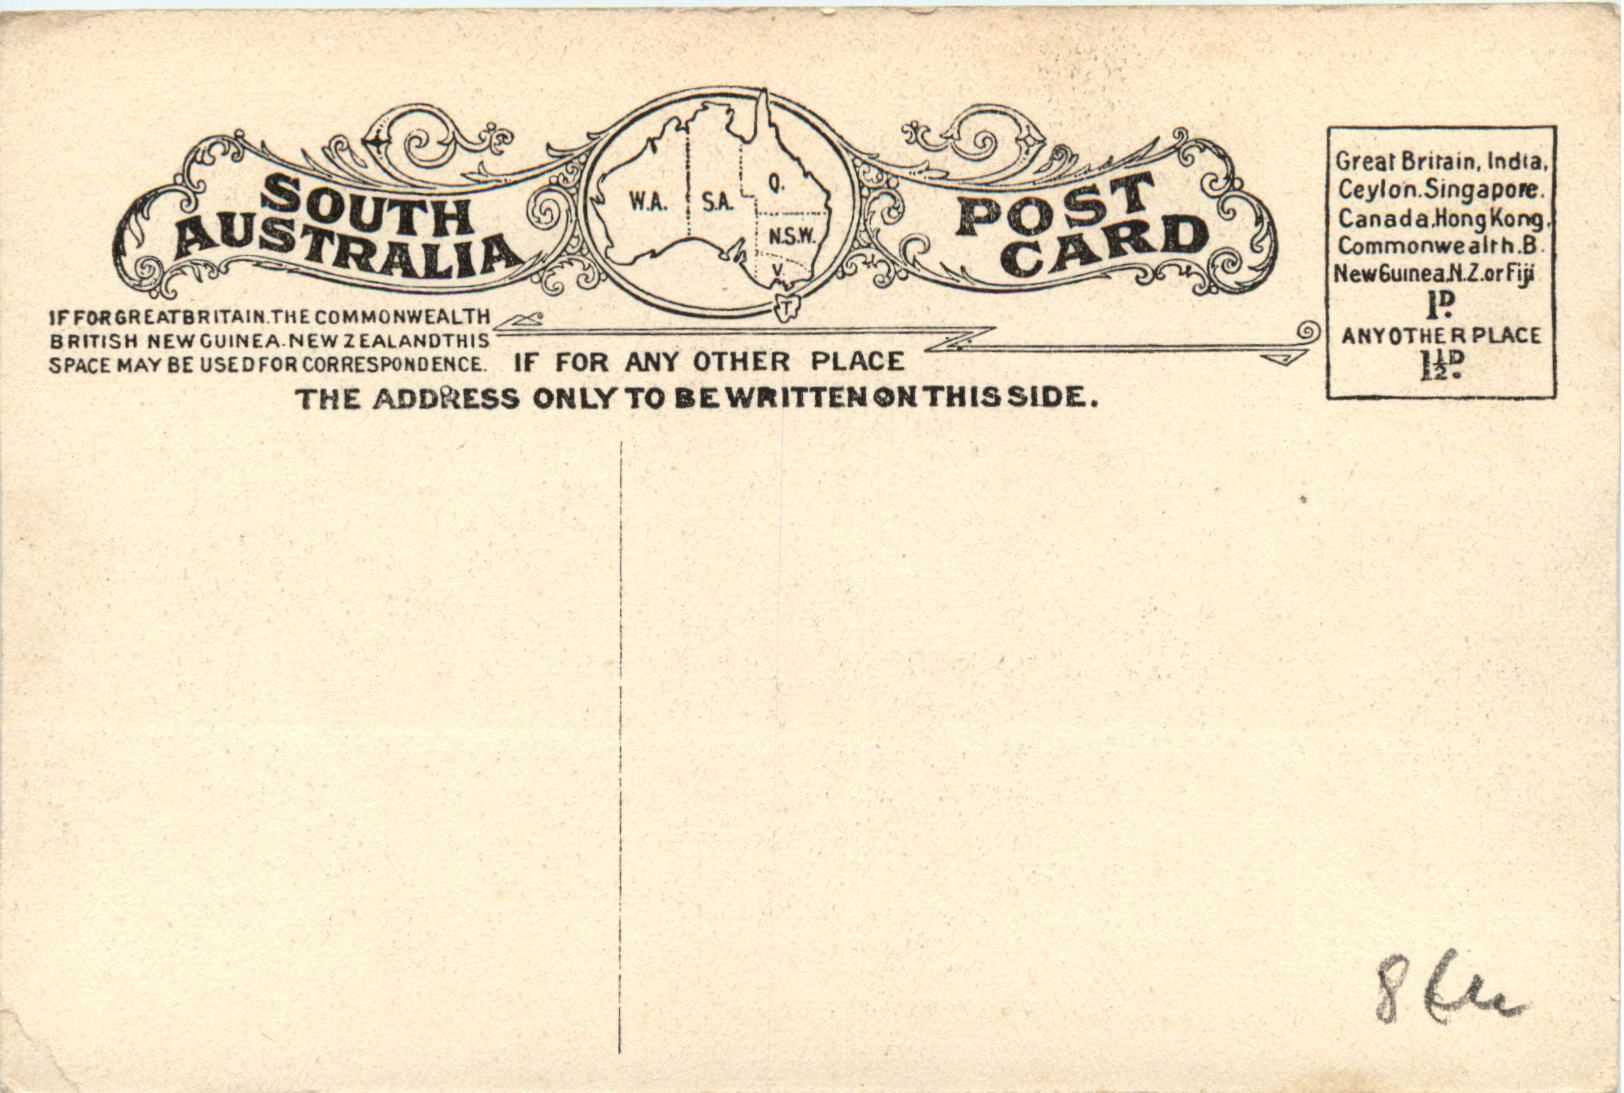 SOUTH
AUSTRALIA
W.A.
S.A.
Q.
N.S.W.
V.
T
POST
CARD
Great Britain, India,
Ceylon. Singapore.
Canada. Hong Kong.
Commonwealth. B.
New Guinea. N.Z. or Fiji
1D.
ANY OTHER PLACE
1½D.
IF FOR GREAT BRITAIN. THE COMMONWEALTH
BRITISH NEW GUINEA. NEW ZEALAND THIS
SPACE MAY BE USED FOR CORRESPONDENCE.
IF FOR ANY OTHER PLACE
THE ADDRESS ONLY TO BE WRITTEN ON THIS SIDE.
8